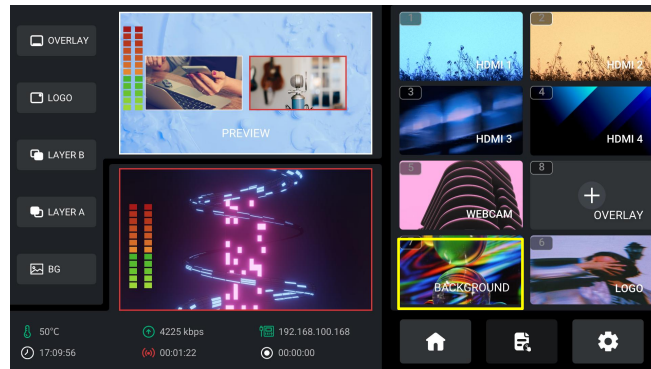 OVERLAY
LOGO
LAYER B
LAYER A
BG
PREVIEW
1
HDMI 1
2
HDMI 2
3
HDMI 3
4
HDMI 4
5
WEBCAM
8
OVERLAY
BACKGROUND
6
LOGO
50°C
4225 kbps
192.168.100.168
17:09:56
00:01:22
00:00:00